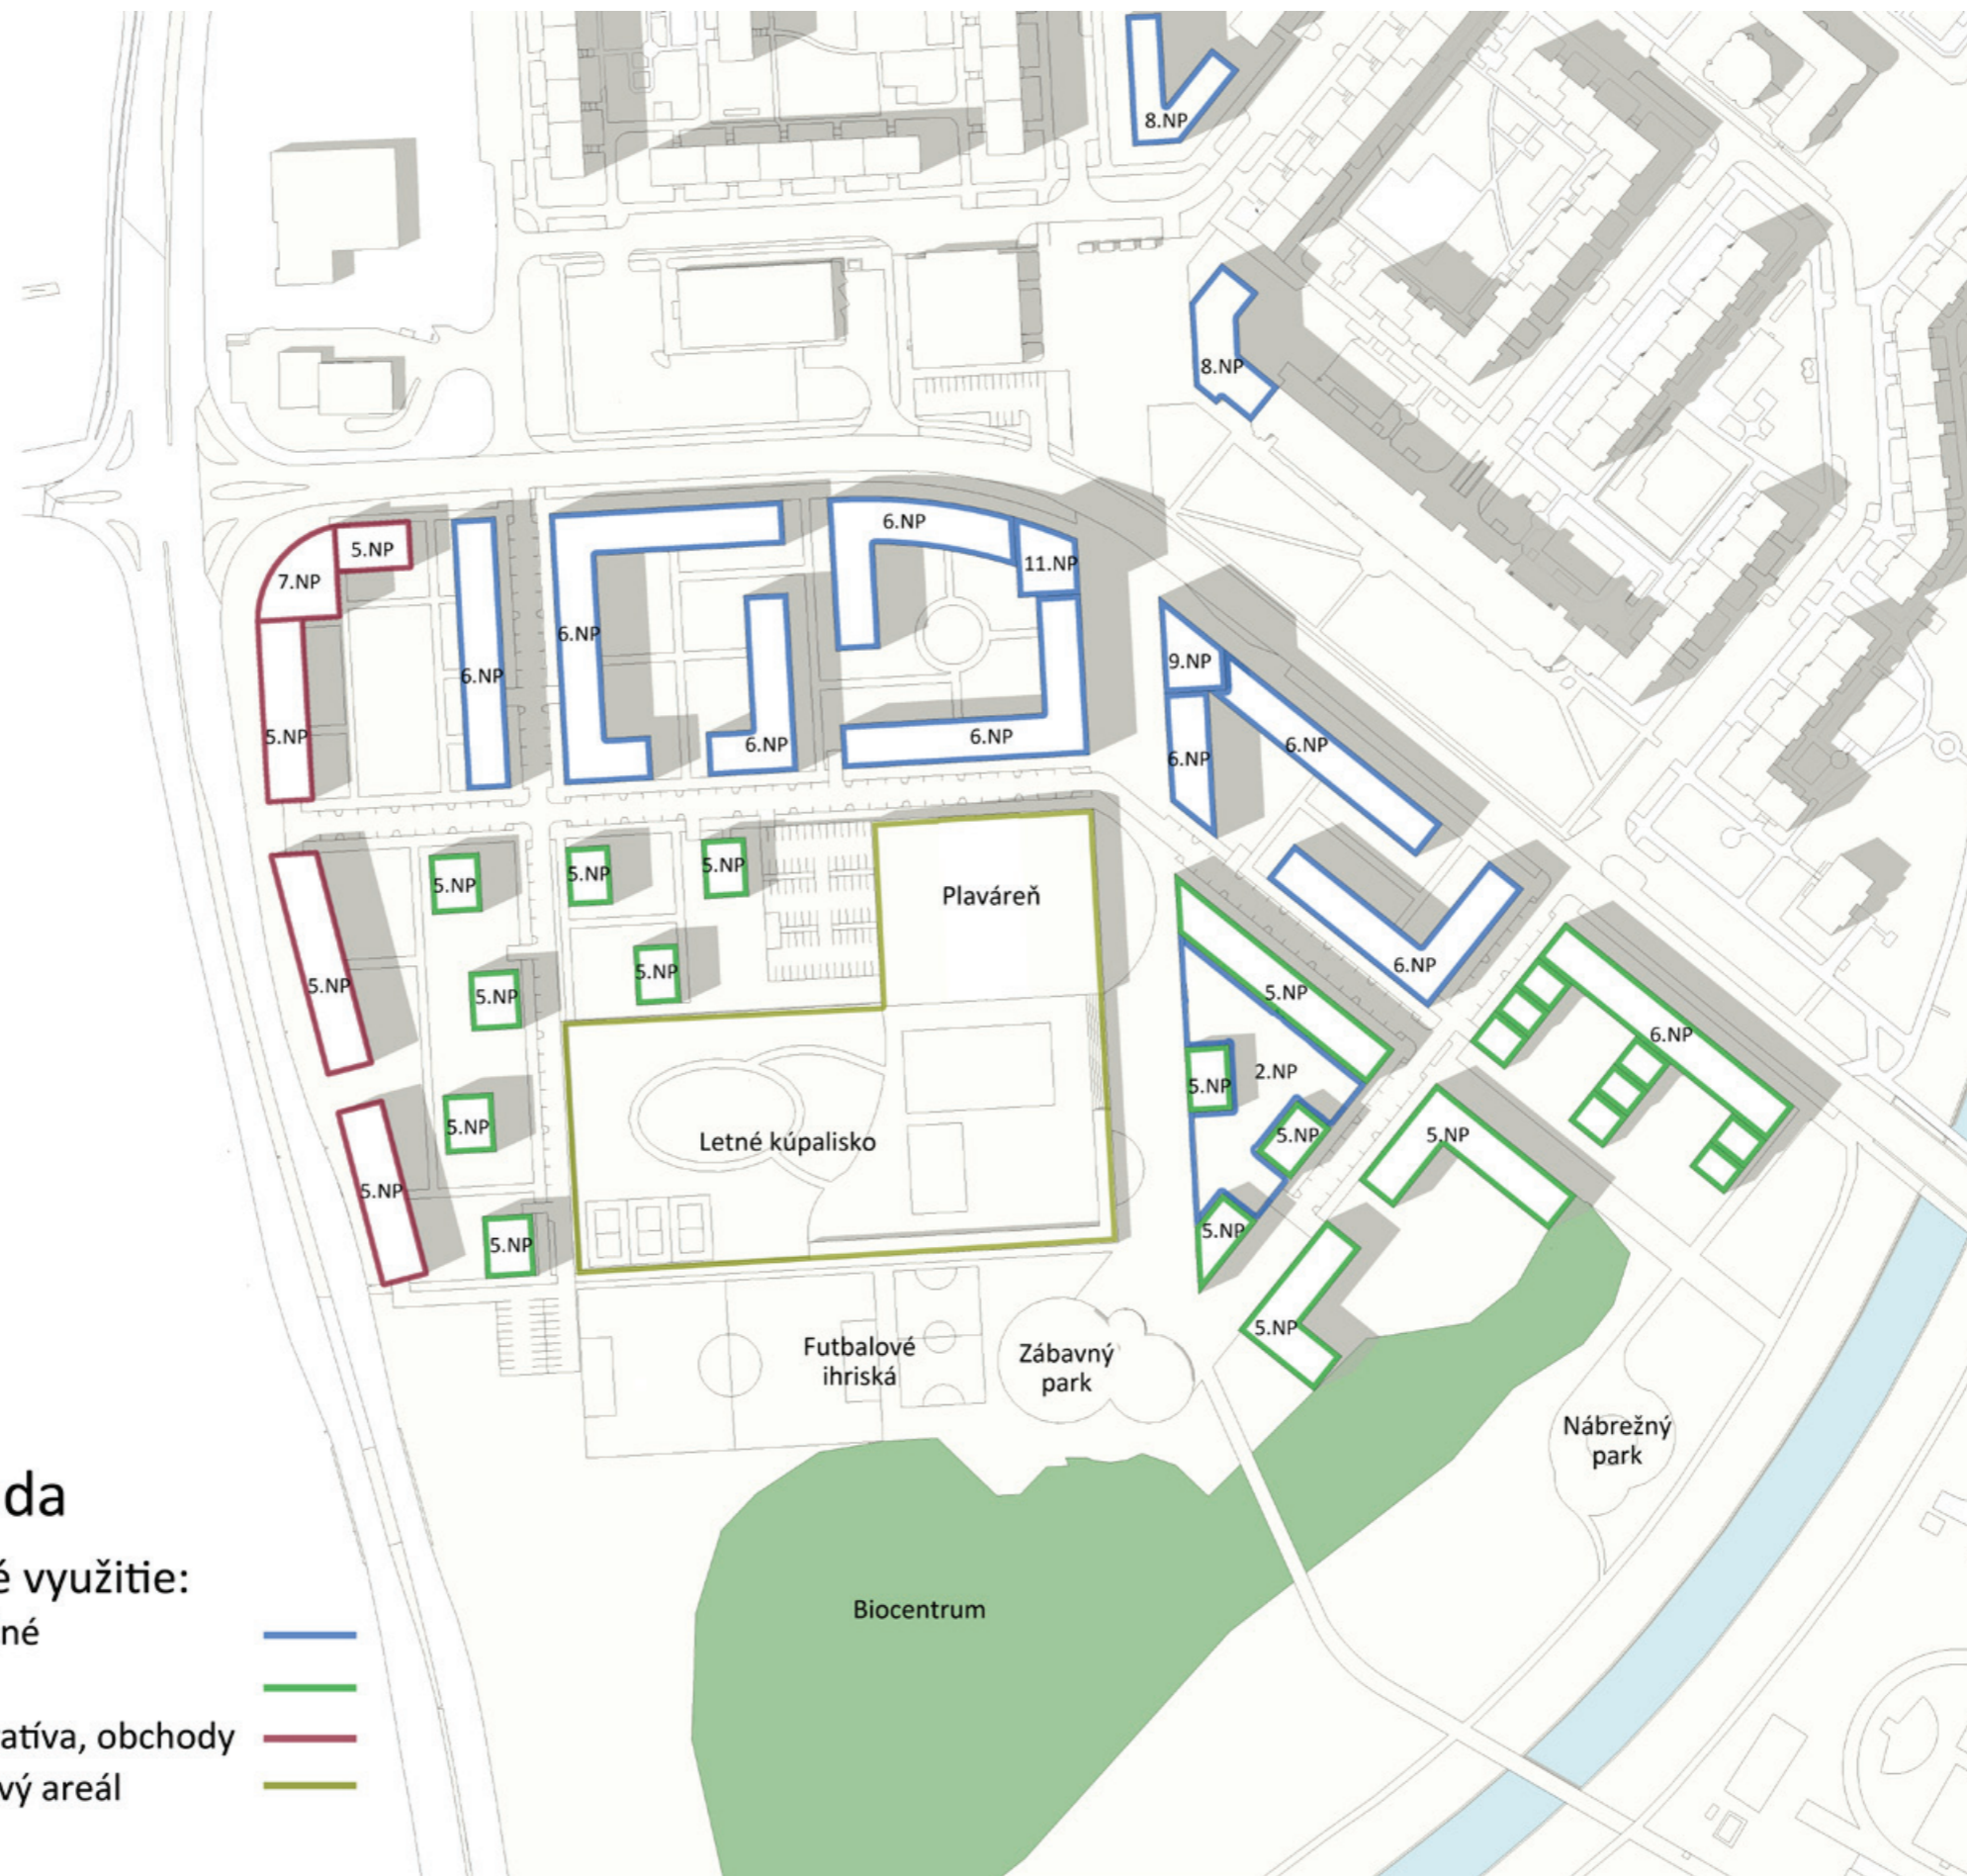 8.NP
8.NP
5.NP
7.NP
5.NP
6.NP
6.NP
6.NP
6.NP
11.NP
6.NP
9.NP
6.NP
6.NP
6.NP
5.NP
5.NP
5.NP
Plaváreň
5.NP
5.NP
5.NP
5.NP
5.NP
6.NP
5.NP
2.NP
5.NP
5.NP
5.NP
Letné kúpalisko
5.NP
5.NP
5.NP
5.NP
Futbalové
ihriská
Zábavný
park
5.NP
Nábrežný
park
Biocentrum
da
é využitie:
né
atíva, obchody
vý areál